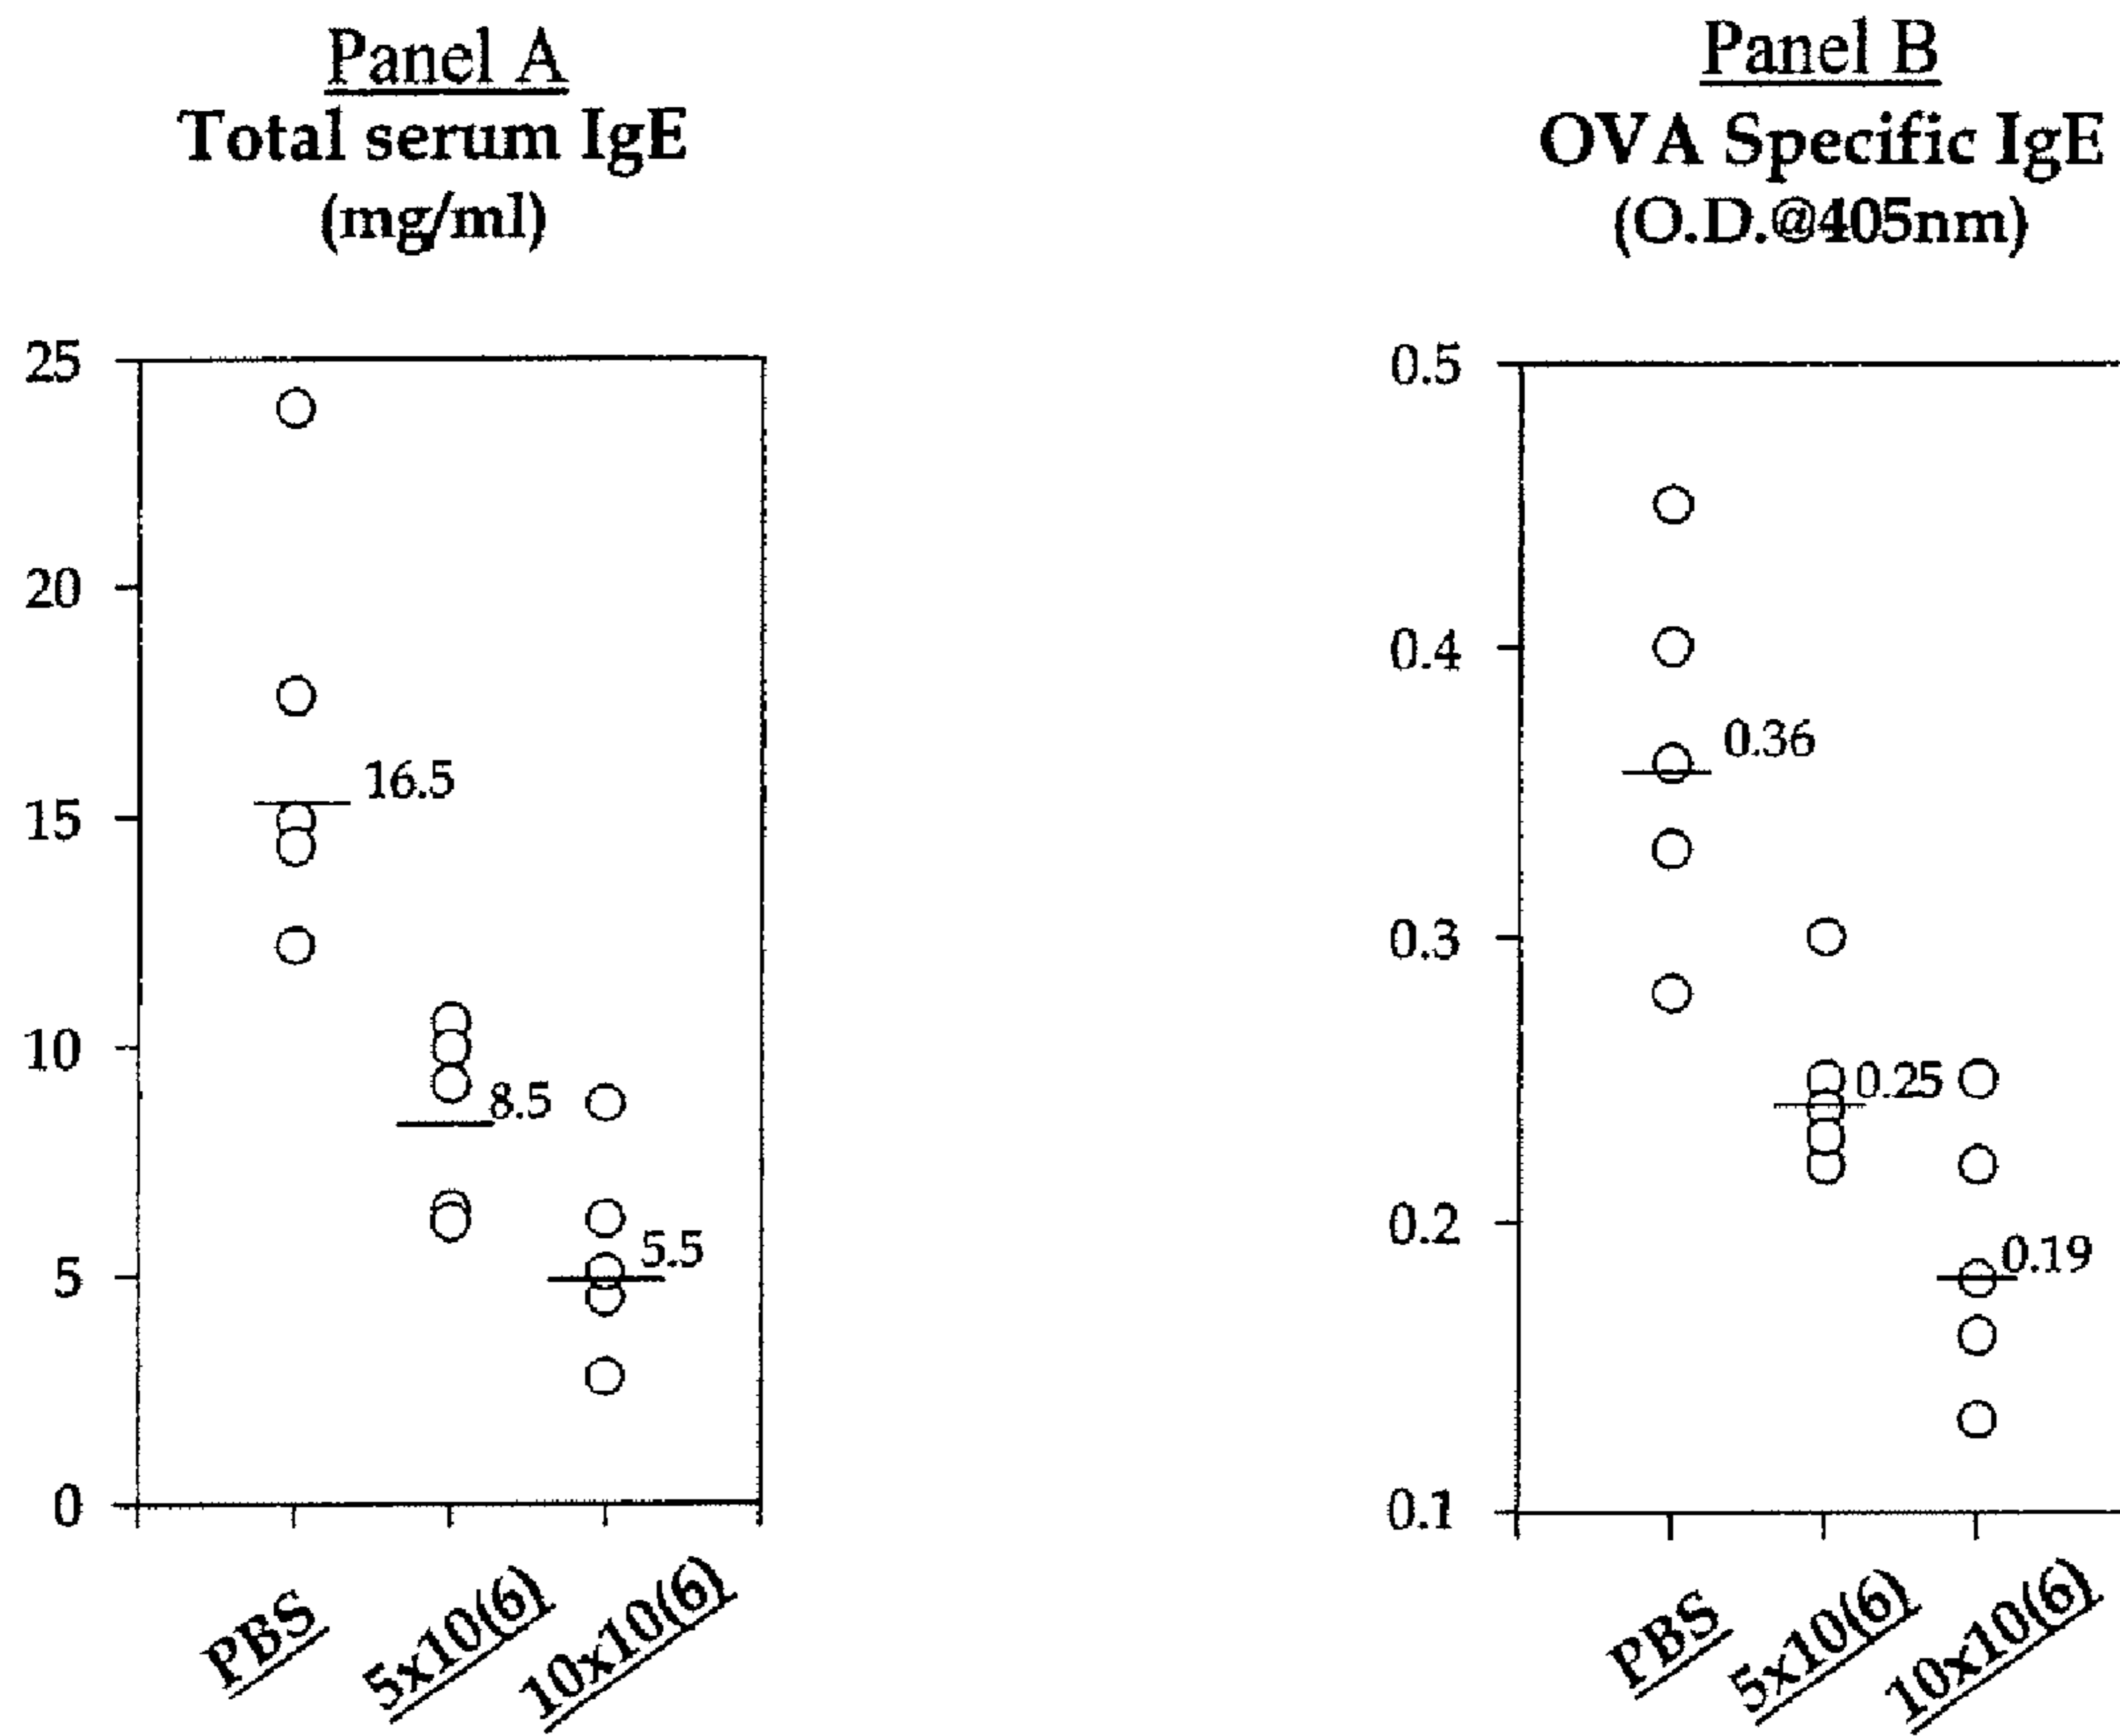 Panel A
Total serum IgE
(mg/ml)
25
20
15
10
5
0
16.5
8.5
5.5
PBS
5x10(6)
10x10(6)
Panel B
OVA Specific IgE
(O.D.@405nm)
0.5
0.4
0.3
0.2
0.1
0.36
0.25
0.19
PBS
5x10(6)
10x10(6)